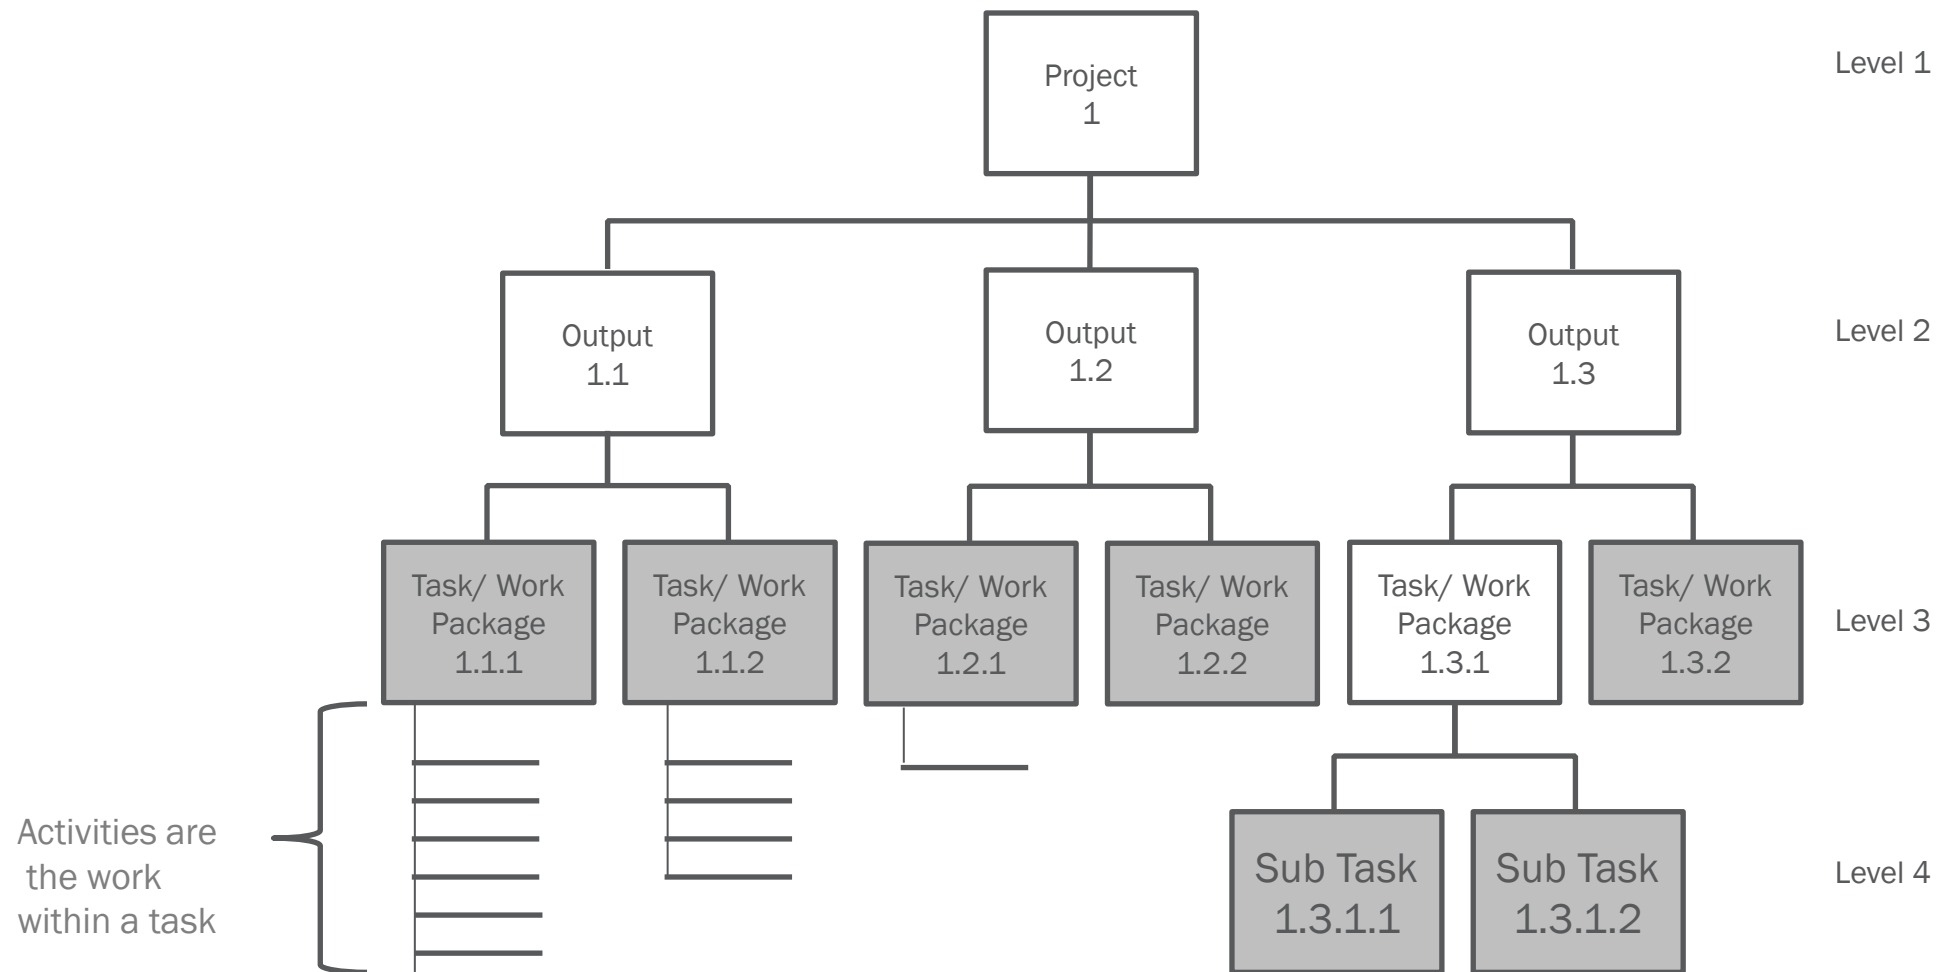 Project
1
Level 1
Output
1.1
Output
1.2
Output
1.3
Level 2
Task/ Work
Package
1.1.1
Task/ Work
Package
1.1.2
Task/ Work
Package
1.2.1
Task/ Work
Package
1.2.2
Task/ Work
Package
1.3.1
Task/ Work
Package
1.3.2
Level 3
Activities are
the work
within a task
Sub Task
1.3.1.1
Sub Task
1.3.1.2
Level 4